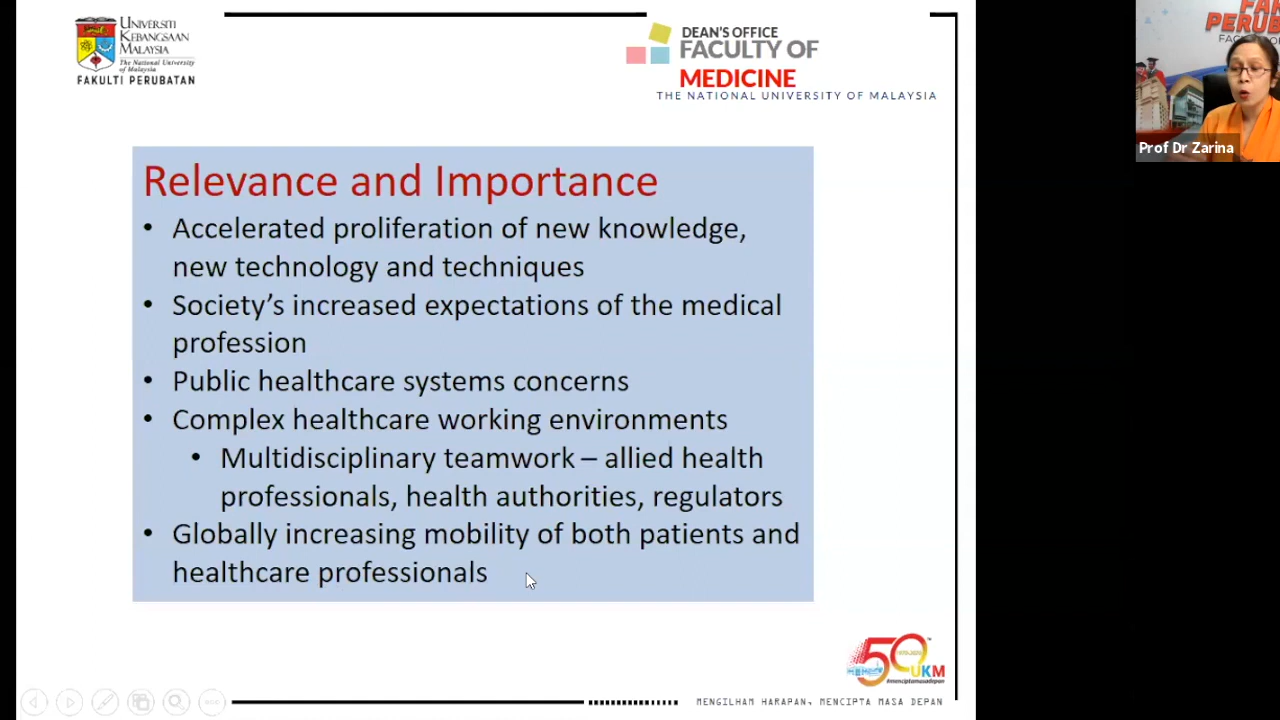 UNIVERSITI
KEBANGSAAN
MALAYSIA
The National University
of Malaysia
FAKULTI PERUBATAN
DEAN'S OFFICE
FACULTY OF
MEDICINE
THE NATIONAL UNIVERSITY OF MALAYSIA
Relevance and Importance
• Accelerated proliferation of new knowledge,
new technology and techniques
• Society's increased expectations of the medical
profession
• Public healthcare systems concerns
• Complex healthcare working environments
• Multidisciplinary teamwork – allied health
professionals, health authorities, regulators
• Globally increasing mobility of both patients and
healthcare professionals
50
UKM
MENGILHAM HARAPAN, MENCIPTA MASA DEPAN
Prof Dr Zarina